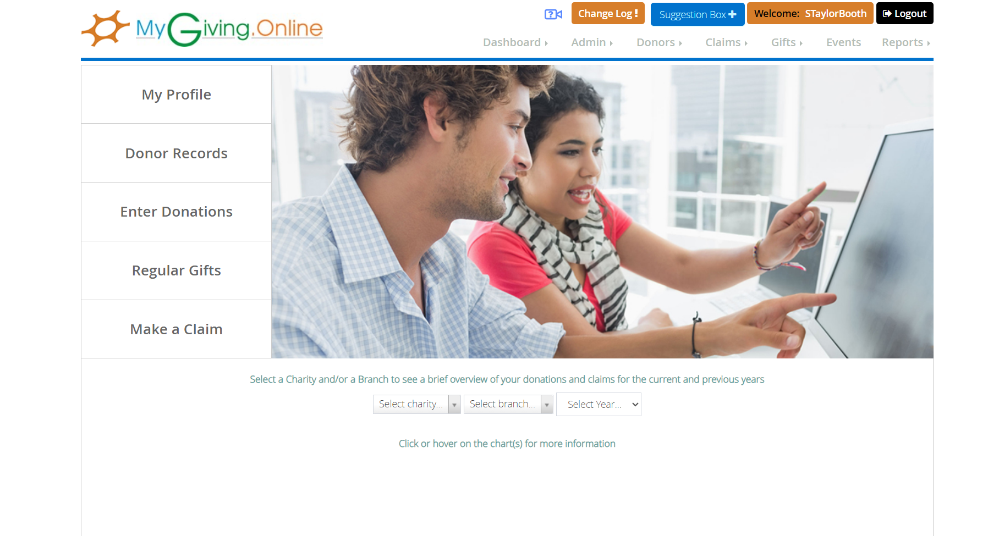 MyGiving.Online
Change Log !
Suggestion Box +
Welcome: STaylorBooth
Logout
Dashboard
Admin
Donors
Claims
Gifts
Events
Reports
My Profile
Donor Records
Enter Donations
Regular Gifts
Make a Claim
Select a Charity and/or a Branch to see a brief overview of your donations and claims for the current and previous years
Select charity...
Select branch...
Select Year...
Click or hover on the chart(s) for more information